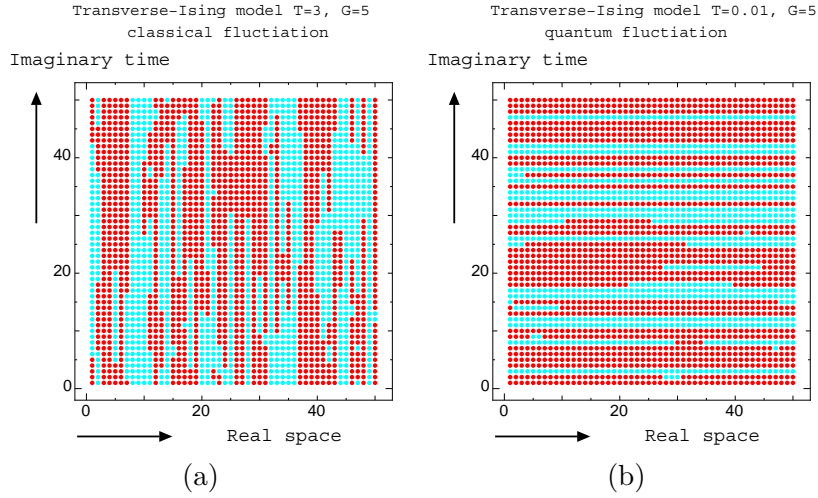 Transverse-Ising model T=3, G=5
classical fluctiation
Imaginary time
40
20
0
0 20 40
Real space
(a)
Transverse-Ising model T=0.01, G=5
quantum fluctiation
Imaginary time
40
20
0
0 20 40
Real space
(b)